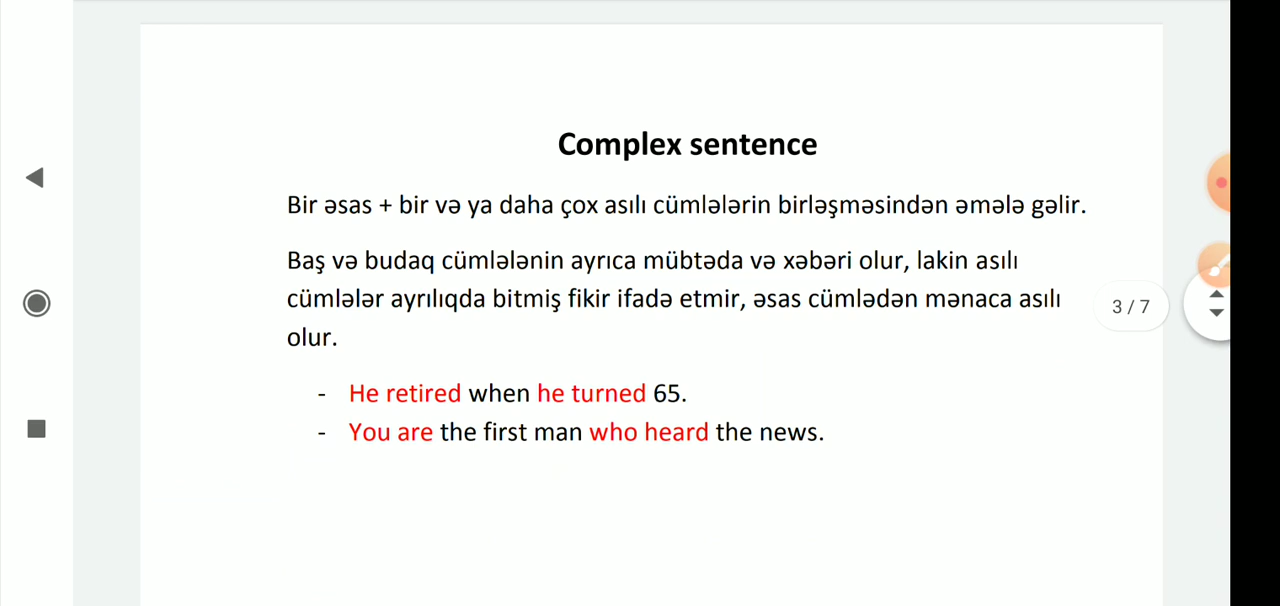 Complex sentence
Bir əsas + bir və ya daha çox asılı cümlələrin birləşməsindən əmələ gəlir.
Baş və budaq cümlələnin ayrıca mübtəda və xəbəri olur, lakin asılı
cümlələr ayrılıqda bitmiş fikir ifadə etmir, əsas cümlədən mənaca asılı
olur.
- He retired when he turned 65.
- You are the first man who heard the news.
3 / 7